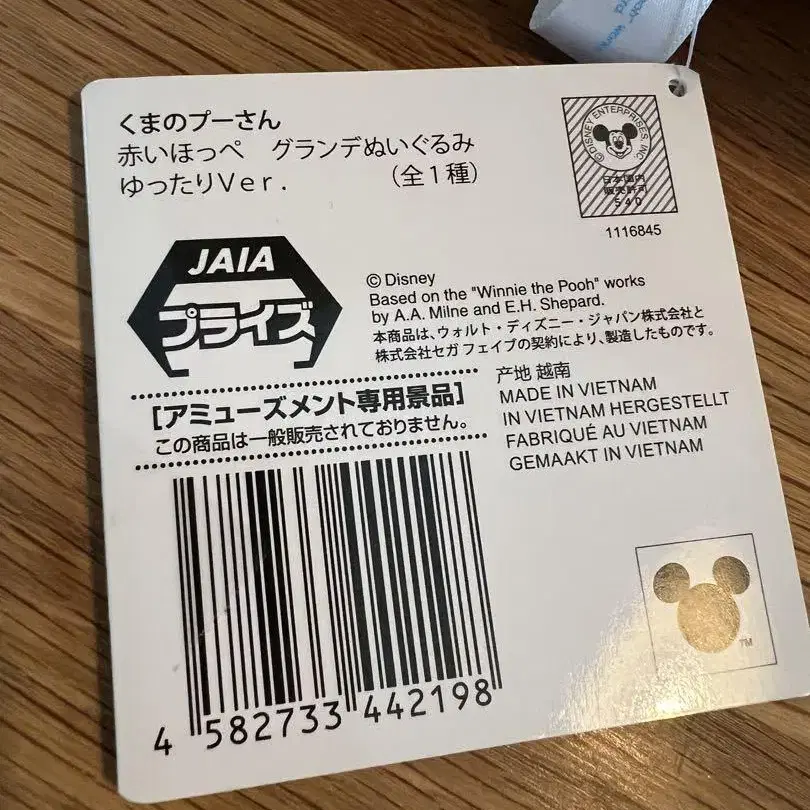 くまのプーさん
赤いほっぺ　グランデぬいぐるみ
ゆったりVer.　（全1種）
© DISNEY ENTERPRISES INC
日本国内
販売許可
540
1116845
JAIA
プライズ
© Disney
Based on the "Winnie the Pooh" works
by A.A. Milne and E.H. Shepard.
本商品は、ウォルト・ディズニー・ジャパン株式会社と
株式会社セガ フェイブの契約により、製造したものです。
[アミューズメント専用景品]
この商品は一般販売されておりません。
产地 越南
MADE IN VIETNAM
IN VIETNAM HERGESTELLT
FABRIQUÉ AU VIETNAM
GEMAAKT IN VIETNAM
4 582733 442198
TM